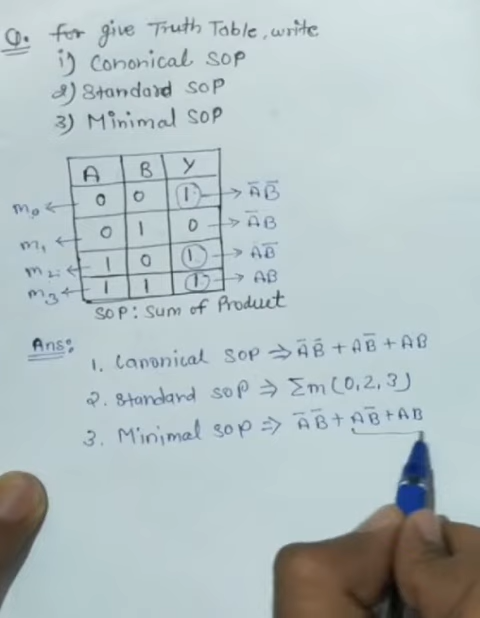 Q. for give Truth Table, write
i) Cononical SOP
2) Standard SOP
3) Minimal SOP
A B Y
m₀ ← 0 0 1 → A̅B̅
m₁ ← 0 1 0 → A̅B
m₂ ← 1 0 1 → AB̅
m₃ ← 1 1 1 → AB
SOP: Sum of Product
Ans:
1. Canonical SOP ⇒ A̅B̅ + AB̅ + AB
2. Standard SOP ⇒ Σm(0,2,3)
3. Minimal SOP ⇒ A̅B̅ + AB̅ + AB